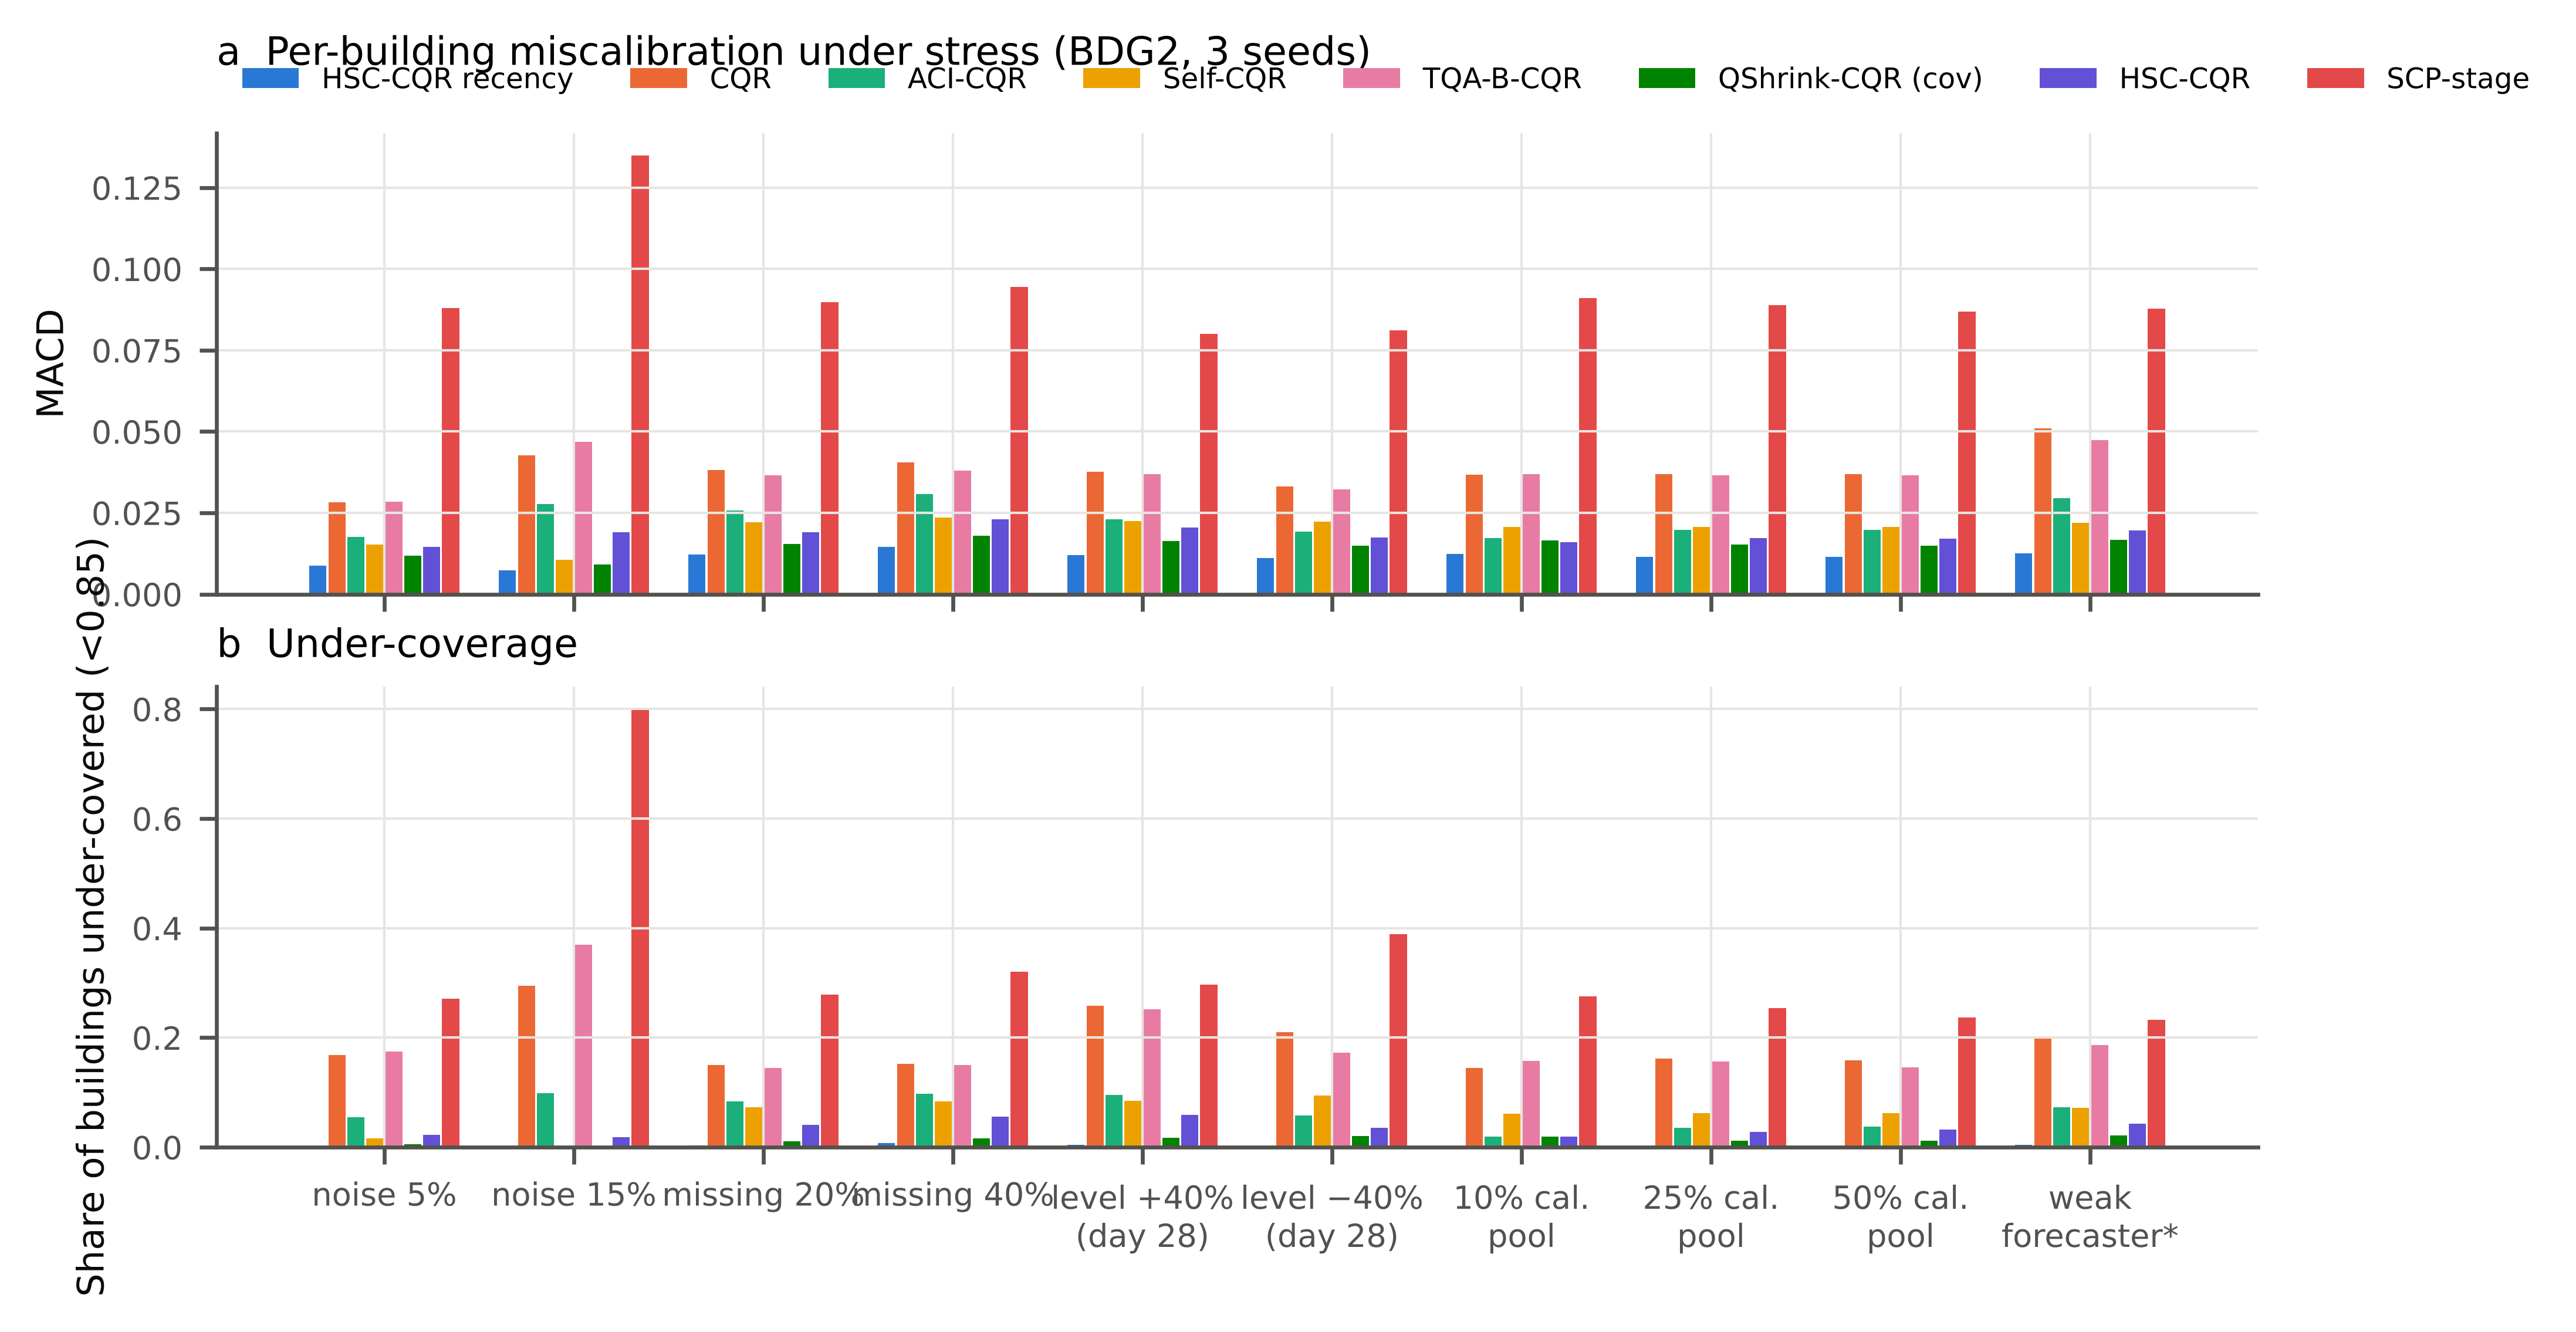 a  Per-building miscalibration under stress (BDG2, 3 seeds)
HSC-CQR recency  CQR  ACI-CQR  Self-CQR  TQA-B-CQR  QShrink-CQR (cov)  HSC-CQR  SCP-stage
MACD
0.125
0.100
0.075
0.050
0.025
0.000
b  Under-coverage
Share of buildings under-covered (<0.85)
0.8
0.6
0.4
0.2
0.0
noise 5%  noise 15%  missing 20%  missing 40%  level +40%  level −40%  10% cal.  25% cal.  50% cal.  weak
(day 28)  (day 28)  pool  pool  pool  forecaster*